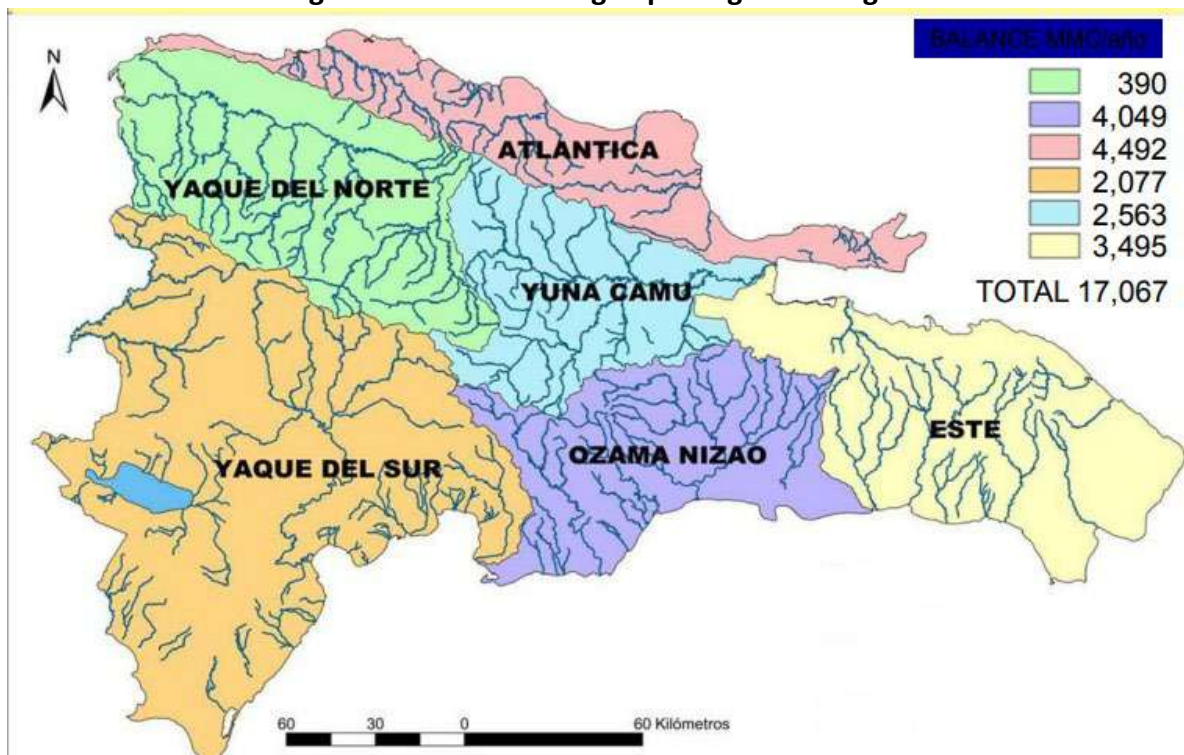 BALANCE MMC/año
390
4,049
4,492
2,077
2,563
3,495
TOTAL 17,067
N
ATLANTICA
YAQUE DEL NORTE
YUNA CAMU
ESTE
OZAMA NIZAO
YAQUE DEL SUR
60 30 0 60 Kilómetros